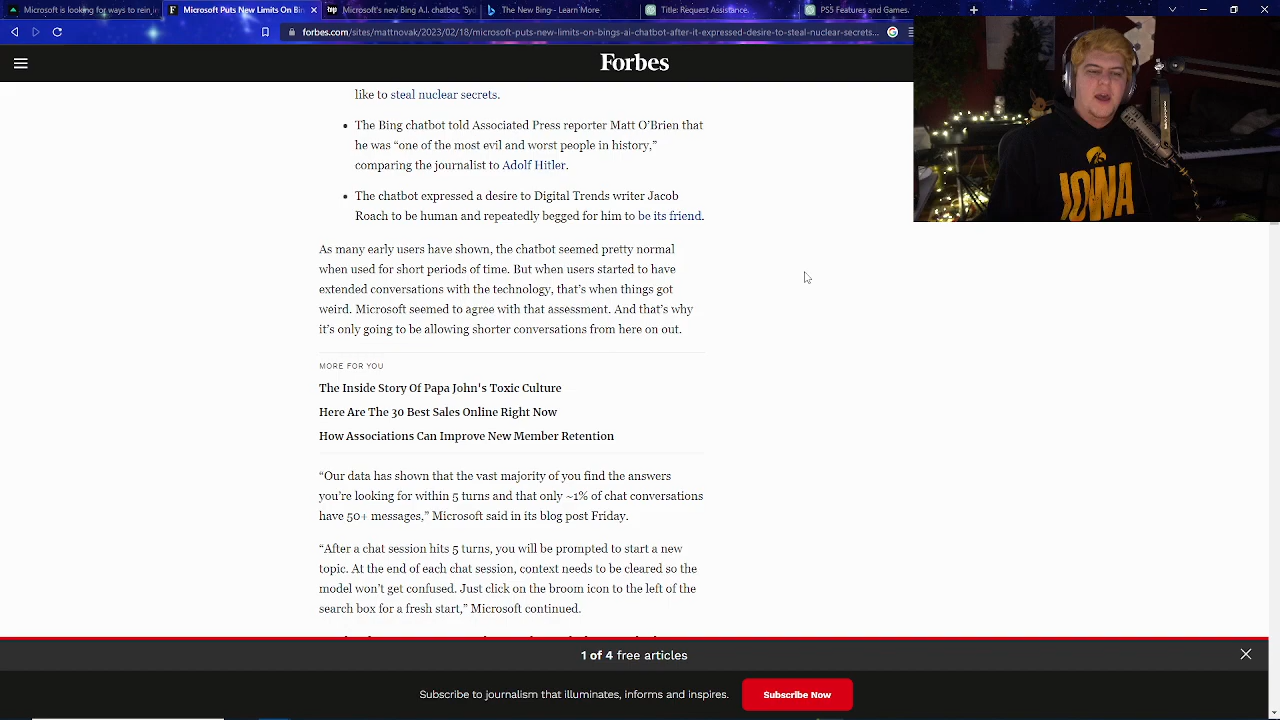 Microsoft is looking for ways to rein in
Microsoft Puts New Limits On Bin
Microsoft's new Bing A.I. chatbot, 'Syd
The New Bing - Learn More
Title: Request Assistance.
PS5 Features and Games.
forbes.com/sites/mattnovak/2023/02/18/microsoft-puts-new-limits-on-bings-ai-chatbot-after-it-expressed-desire-to-steal-nuclear-secrets...
Forbes
like to steal nuclear secrets.
• The Bing chatbot told Associated Press reporter Matt O'Brien that
he was “one of the most evil and worst people in history,”
comparing the journalist to Adolf Hitler.
• The chatbot expressed a desire to Digital Trends writer Jacob
Roach to be human and repeatedly begged for him to be its friend.
As many early users have shown, the chatbot seemed pretty normal
when used for short periods of time. But when users started to have
extended conversations with the technology, that's when things got
weird. Microsoft seemed to agree with that assessment. And that's why
it's only going to be allowing shorter conversations from here on out.
MORE FOR YOU
The Inside Story Of Papa John's Toxic Culture
Here Are The 30 Best Sales Online Right Now
How Associations Can Improve New Member Retention
“Our data has shown that the vast majority of you find the answers
you're looking for within 5 turns and that only ~1% of chat conversations
have 50+ messages,” Microsoft said in its blog post Friday.
“After a chat session hits 5 turns, you will be prompted to start a new
topic. At the end of each chat session, context needs to be cleared so the
model won't get confused. Just click on the broom icon to the left of the
search box for a fresh start,” Microsoft continued.
1 of 4 free articles
Subscribe to journalism that illuminates, informs and inspires.
Subscribe Now
IOWA